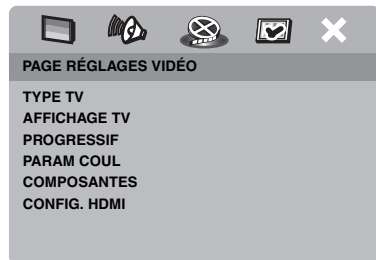 PAGE RÉGLAGES VIDÉO
TYPE TV
AFFICHAGE TV
PROGRESSIF
PARAM COUL
COMPOSANTES
CONFIG. HDMI